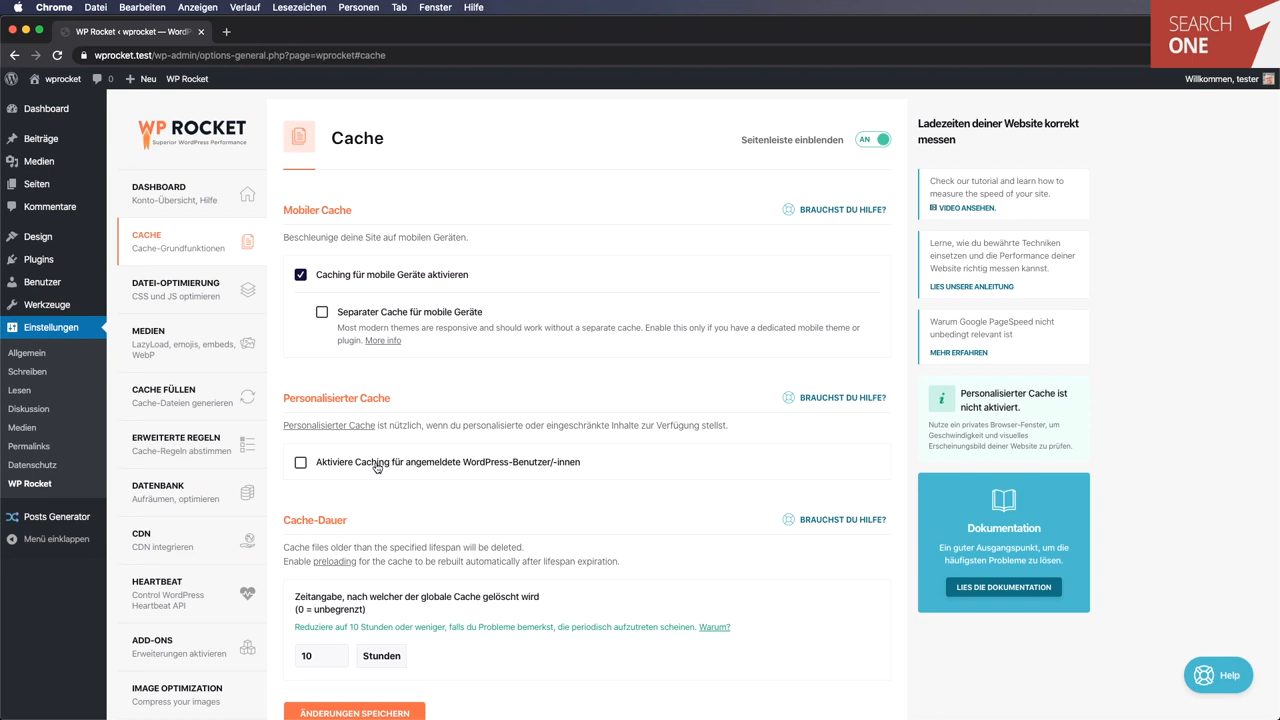 Chrome Ablage Bearbeiten Anzeigen Verlauf Lesezeichen Personen Tab Fenster Hilfe
WP Rocket ‹ wprocket — WordP
wprocket.test/wp-admin/options-general.php?page=wprocket#cache
SEARCH
ONE
wprocket 0 New WP Rocket
Willkommen, tester
Dashboard
Beiträge
Medien
Seiten
Kommentare
Design
Plugins
Benutzer
Werkzeuge
Einstellungen
Allgemein
Schreiben
Lesen
Diskussion
Medien
Permalinks
Datenschutz
WP Rocket
Posts Generator
Menü einklappen
WP ROCKET
Superior WordPress Performance
DASHBOARD
Konto-Übersicht, Hilfe
CACHE
Cache-Grundfunktionen
DATEI-OPTIMIERUNG
CSS und JS optimieren
MEDIEN
LazyLoad, emojis, embeds,
WebP
CACHE FÜLLEN
Cache-Dateien generieren
ERWEITERTE REGELN
Cache-Regeln abstimmen
DATENBANK
Aufräumen, optimieren
CDN
CDN integrieren
HEARTBEAT
Control WordPress
Heartbeat API
ADD-ONS
Erweiterungen aktivieren
IMAGE OPTIMIZATION
Compress your images
Cache
Seitenleiste einblenden AN
Mobiler Cache
BRAUCHST DU HILFE?
Beschleunige deine Site auf mobilen Geräten.
Caching für mobile Geräte aktivieren
Separater Cache für mobile Geräte
Most modern themes are responsive and should work without a separate cache. Enable this only if you have a dedicated mobile theme or
plugin. More info
Personalisierter Cache
BRAUCHST DU HILFE?
Personalisierter Cache ist nützlich, wenn du personalisierte oder eingeschränkte Inhalte zur Verfügung stellst.
Aktiviere Caching für angemeldete WordPress-Benutzer/-innen
Cache-Dauer
BRAUCHST DU HILFE?
Cache files older than the specified lifespan will be deleted.
Enable preloading for the cache to be rebuilt automatically after lifespan expiration.
Zeitangabe, nach welcher der globale Cache gelöscht wird
(0 = unbegrenzt)
Reduziere auf 10 Stunden oder weniger, falls du Probleme bemerkst, die periodisch aufzutreten scheinen. Warum?
10 Stunden
ÄNDERUNGEN SPEICHERN
Ladezeiten deiner Website korrekt
messen
Check our tutorial and learn how to
measure the speed of your site.
VIDEO ANSEHEN.
Lerne, wie du bewährte Techniken
einsetzen und die Performance deiner
Website richtig messen kannst.
LIES UNSERE ANLEITUNG
Warum Google PageSpeed nicht
unbedingt relevant ist
MEHR ERFAHREN
Personalisierter Cache ist
nicht aktiviert.
Nutze ein privates Browser-Fenster, um
Geschwindigkeit und visuelles
Erscheinungsbild deiner Website zu prüfen.
Dokumentation
Ein guter Ausgangspunkt, um die
häufigsten Probleme zu lösen.
LIES DIE DOKUMENTATION
Help